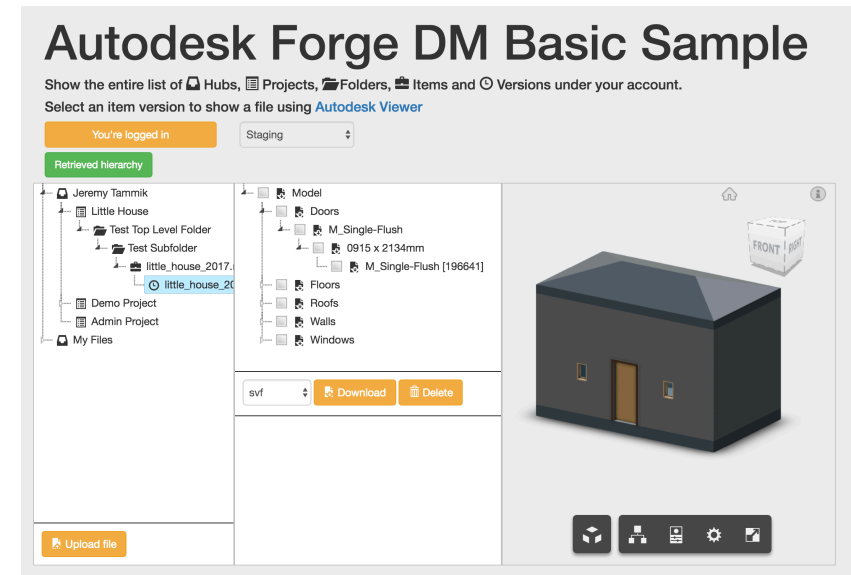 Autodesk Forge DM Basic Sample
Show the entire list of Hubs, Projects, Folders, Items and Versions under your account.
Select an item version to show a file using Autodesk Viewer
You're logged in
Staging
Retrieved hierarchy
Jeremy Tammik
Little House
Test Top Level Folder
Test Subfolder
little_house_2017.
little_house_20
Demo Project
Admin Project
My Files
Upload file
Model
Doors
M_Single-Flush
0915 x 2134mm
M_Single-Flush [196641]
Floors
Roofs
Walls
Windows
svf
Download
Delete
FRONT
RIGHT